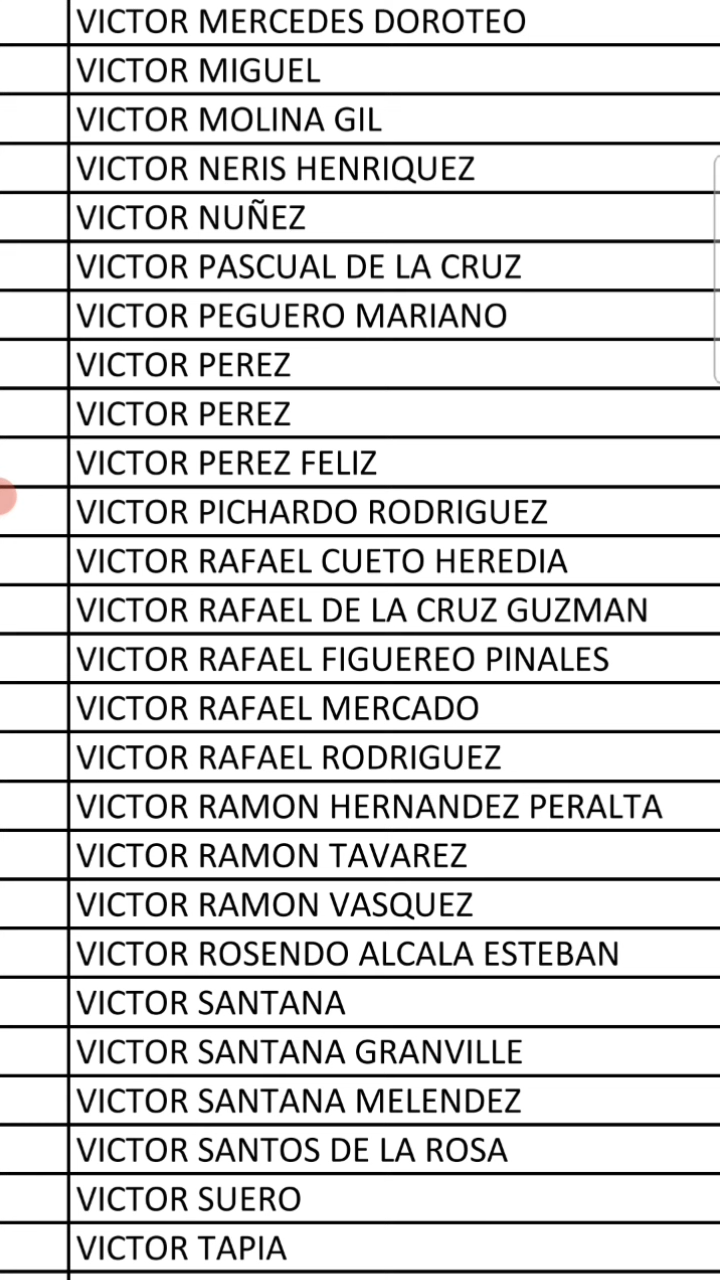 VICTOR MERCEDES DOROTEO
VICTOR MIGUEL
VICTOR MOLINA GIL
VICTOR NERIS HENRIQUEZ
VICTOR NUÑEZ
VICTOR PASCUAL DE LA CRUZ
VICTOR PEGUERO MARIANO
VICTOR PEREZ
VICTOR PEREZ
VICTOR PEREZ FELIZ
VICTOR PICHARDO RODRIGUEZ
VICTOR RAFAEL CUETO HEREDIA
VICTOR RAFAEL DE LA CRUZ GUZMAN
VICTOR RAFAEL FIGUEREO PINALES
VICTOR RAFAEL MERCADO
VICTOR RAFAEL RODRIGUEZ
VICTOR RAMON HERNANDEZ PERALTA
VICTOR RAMON TAVAREZ
VICTOR RAMON VASQUEZ
VICTOR ROSENDO ALCALA ESTEBAN
VICTOR SANTANA
VICTOR SANTANA GRANVILLE
VICTOR SANTANA MELENDEZ
VICTOR SANTOS DE LA ROSA
VICTOR SUERO
VICTOR TAPIA